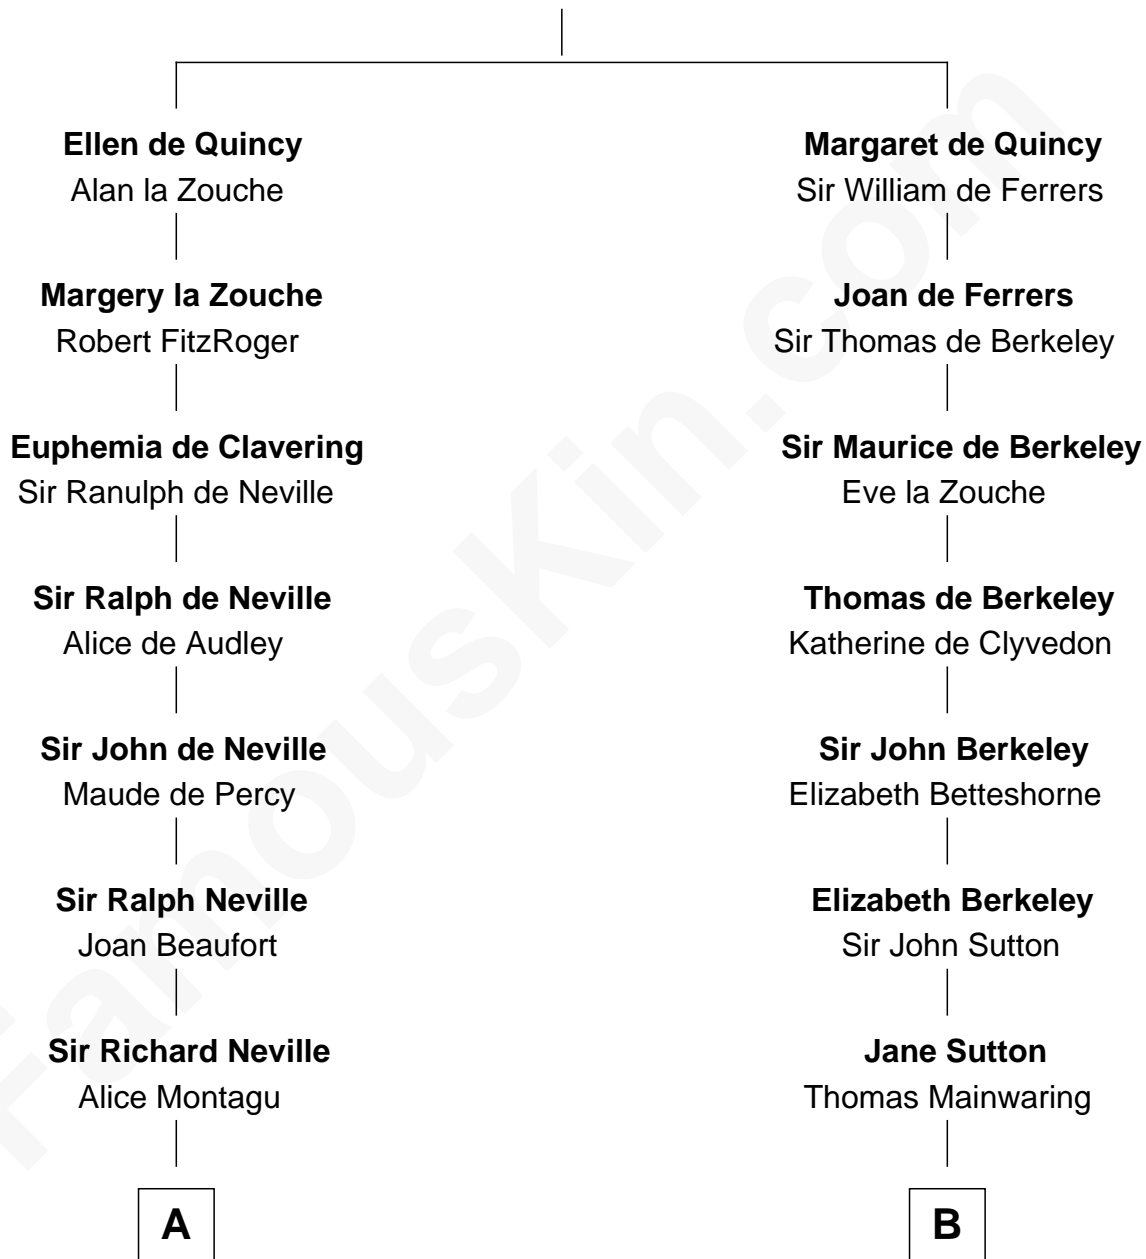 Ellen de Quincy
Alan la Zouche
Margery la Zouche
Robert FitzRoger
Euphemia de Clavering
Sir Ranulph de Neville
Sir Ralph de Neville
Alice de Audley
Sir John de Neville
Maude de Percy
Sir Ralph Neville
Joan Beaufort
Sir Richard Neville
Alice Montagu
A
Margaret de Quincy
Sir William de Ferrers
Joan de Ferrers
Sir Thomas de Berkeley
Sir Maurice de Berkeley
Eve la Zouche
Thomas de Berkeley
Katherine de Clyvedon
Sir John Berkeley
Elizabeth Betteshorne
Elizabeth Berkeley
Sir John Sutton
Jane Sutton
Thomas Mainwaring
B
FamousKin.com